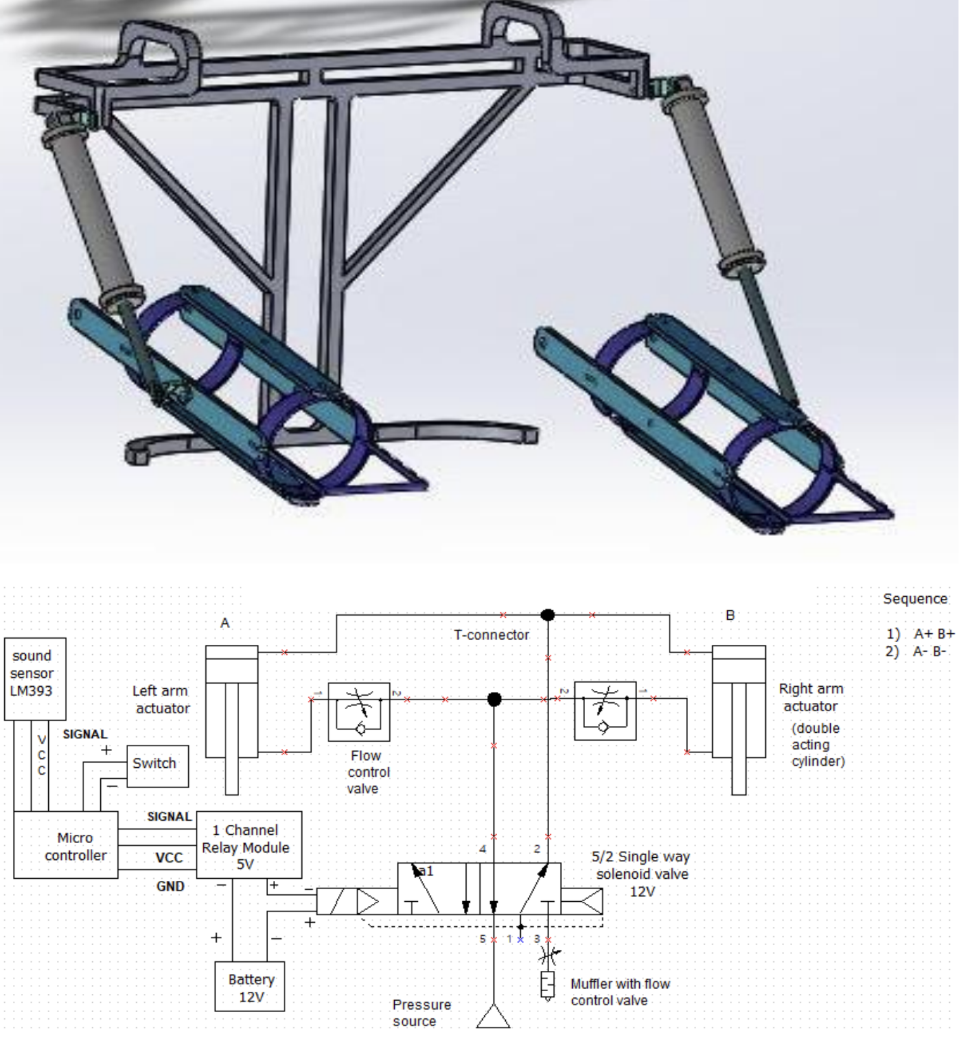 Sequence
1) A+ B+
2) A- B-
A
B
T-connector
sound
sensor
LM393
Left arm
actuator
Right arm
actuator
(double
acting
cylinder)
1
2
2
1
Flow
control
valve
VCC
SIGNAL
+
Switch
-
Micro
controller
SIGNAL
VCC
GND
1 Channel
Relay Module
5V
-
+
-
+
+
-
Battery
12V
4
2
a1
5/2 Single way
solenoid valve
12V
5
1
3
Muffler with flow
control valve
Pressure
source